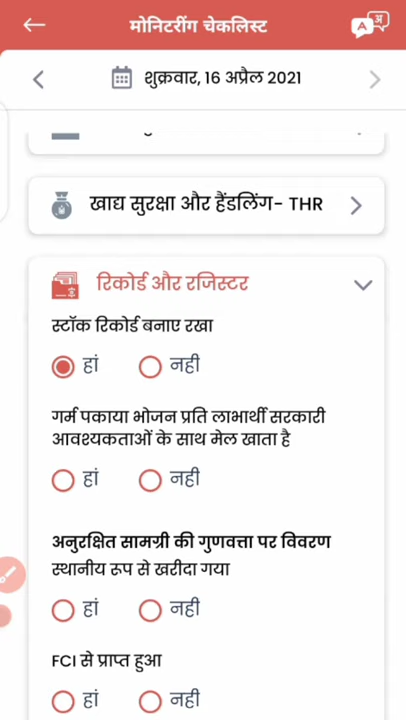 मोनिटरींग चेकलिस्ट
A अ
शुक्रवार, 16 अप्रैल 2021
खाद्य सुरक्षा और हैंडलिंग- THR
रिकोर्ड और रजिस्टर
स्टॉक रिकोर्ड बनाए रखा
हां नही
गर्म पकाया भोजन प्रति लाभार्थी सरकारी
आवश्यकताओं के साथ मेल खाता है
हां नही
अनुरक्षित सामग्री की गुणवत्ता पर विवरण
स्थानीय रूप से खरीदा गया
हां नही
FCI से प्राप्त हुआ
हां नही